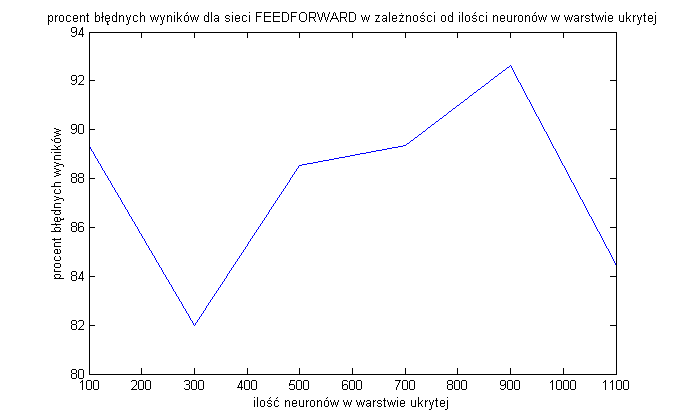 procent błędnych wyników dla sieci FEEDFORWARD w zależności od ilości neuronów w warstwie ukrytej
94
92
90
88
86
84
82
80
procent błędnych wyników
100 200 300 400 500 600 700 800 900 1000 1100
ilość neuronów w warstwie ukrytej